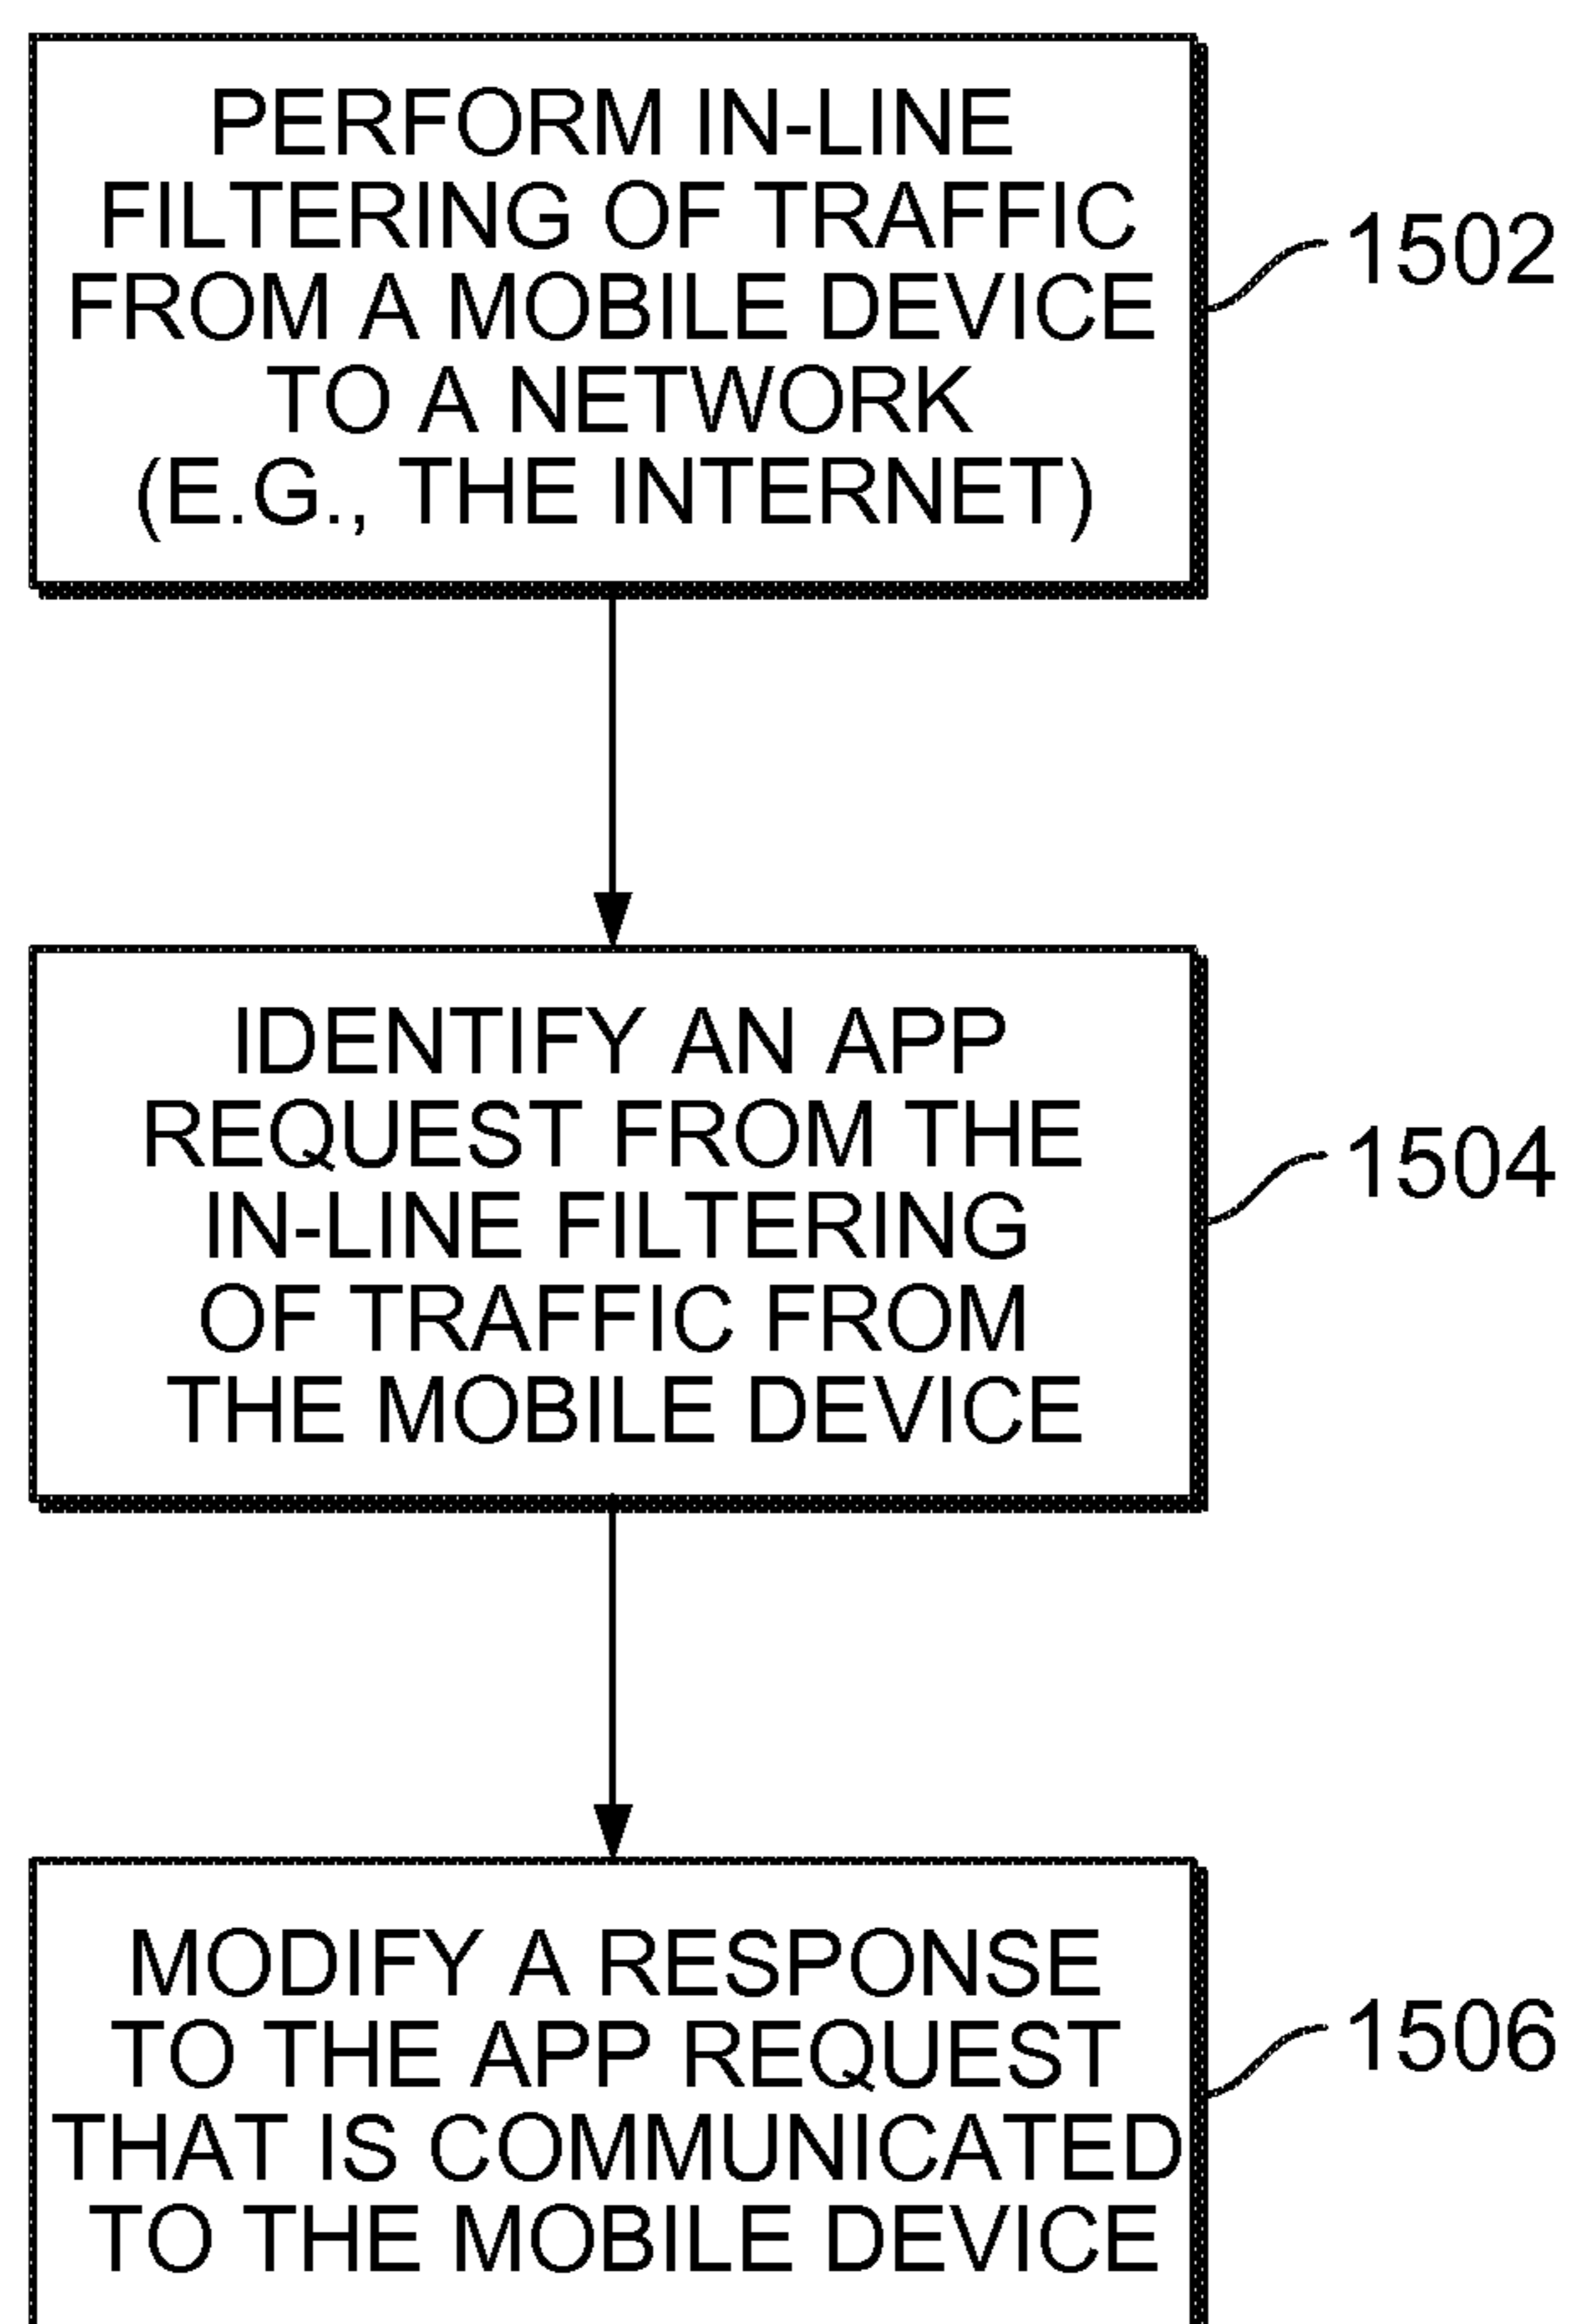 PERFORM IN-LINE
FILTERING OF TRAFFIC
FROM A MOBILE DEVICE
TO A NETWORK
(E.G., THE INTERNET)
1502
IDENTIFY AN APP
REQUEST FROM THE
IN-LINE FILTERING
OF TRAFFIC FROM
THE MOBILE DEVICE
1504
MODIFY A RESPONSE
TO THE APP REQUEST
THAT IS COMMUNICATED
TO THE MOBILE DEVICE
1506